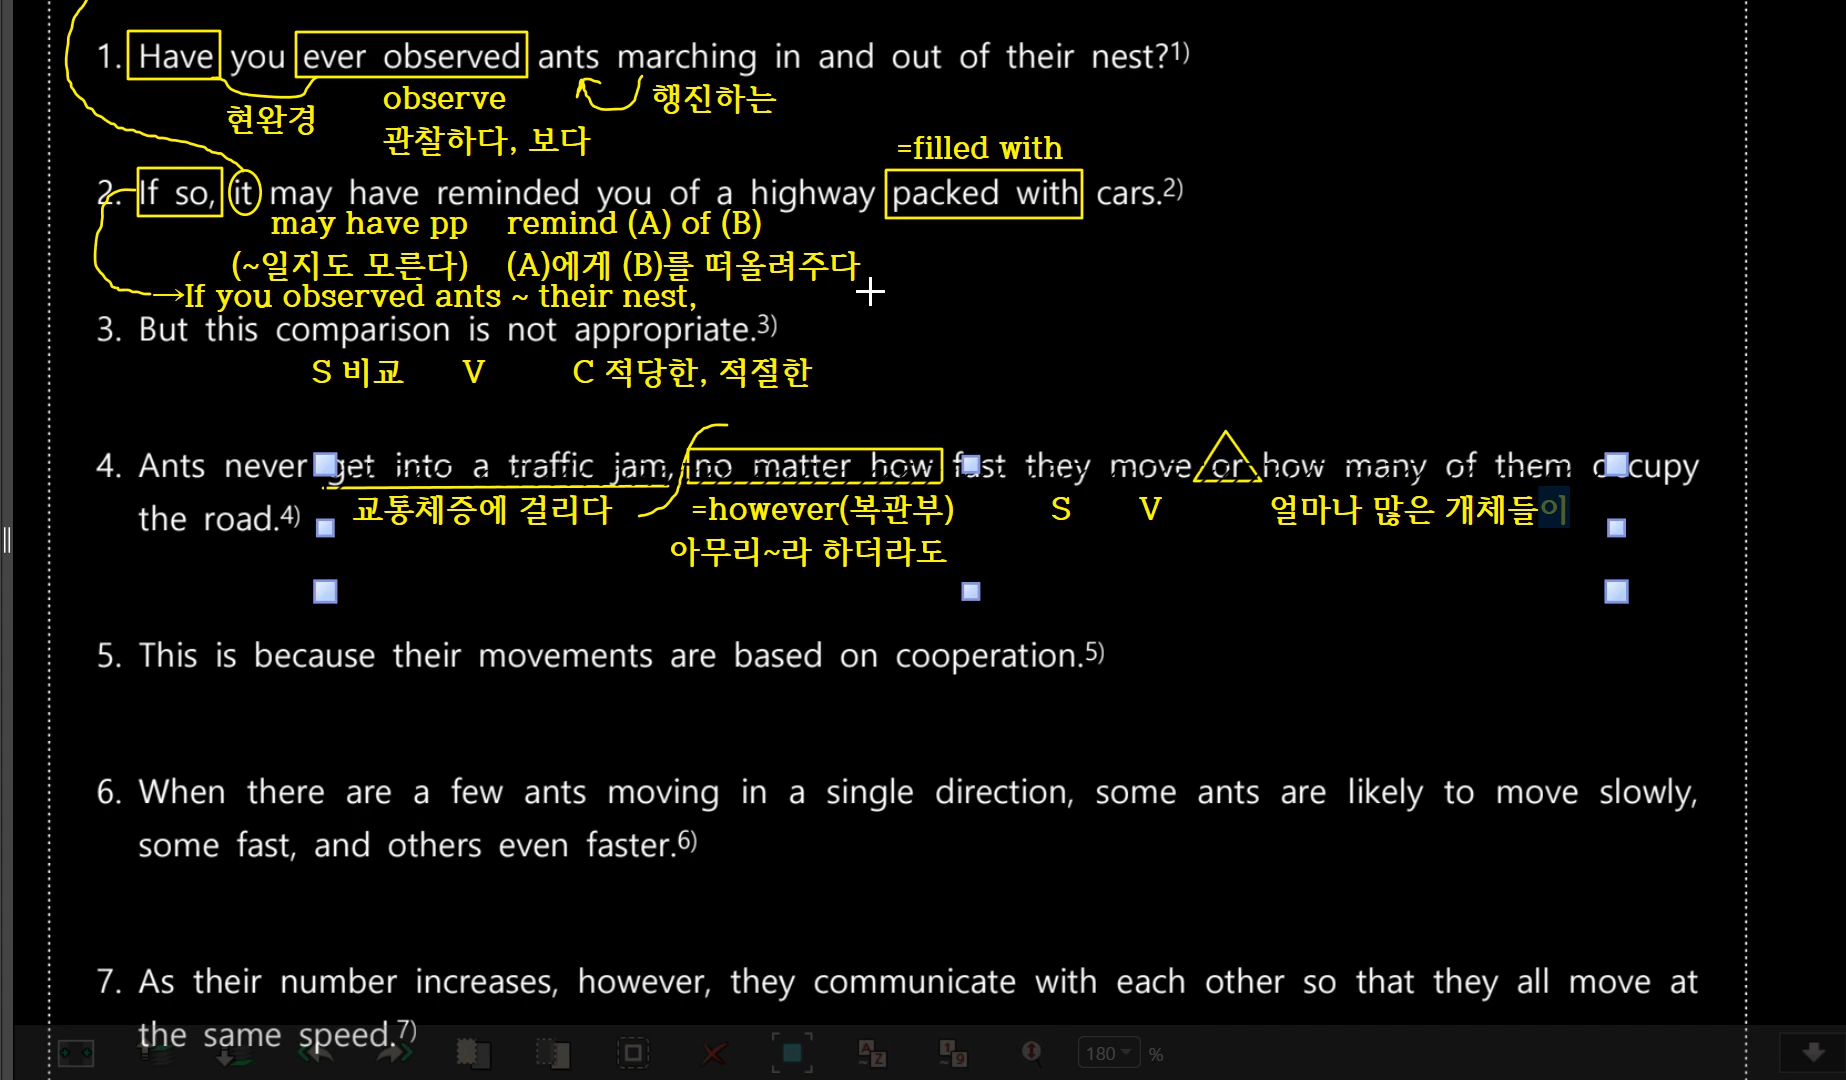 1. Have you ever observed ants marching in and out of their nest?1)
현완경
observe
관찰하다, 보다
행진하는
=filled with
2. If so, it may have reminded you of a highway packed with cars.2)
may have pp remind (A) of (B)
(~일지도 모른다) (A)에게 (B)를 떠올려주다
→If you observed ants ~ their nest,
3. But this comparison is not appropriate.3)
S 비교 V C 적당한, 적절한
4. Ants never get into a traffic jam, no matter how fast they move or how many of them occupy
the road.4)
교통체증에 걸리다 =however(복관부) S V 얼마나 많은 개체들이
아무리~라 하더라도
5. This is because their movements are based on cooperation.5)
6. When there are a few ants moving in a single direction, some ants are likely to move slowly,
some fast, and others even faster.6)
7. As their number increases, however, they communicate with each other so that they all move at
the same speed.7)
180 %